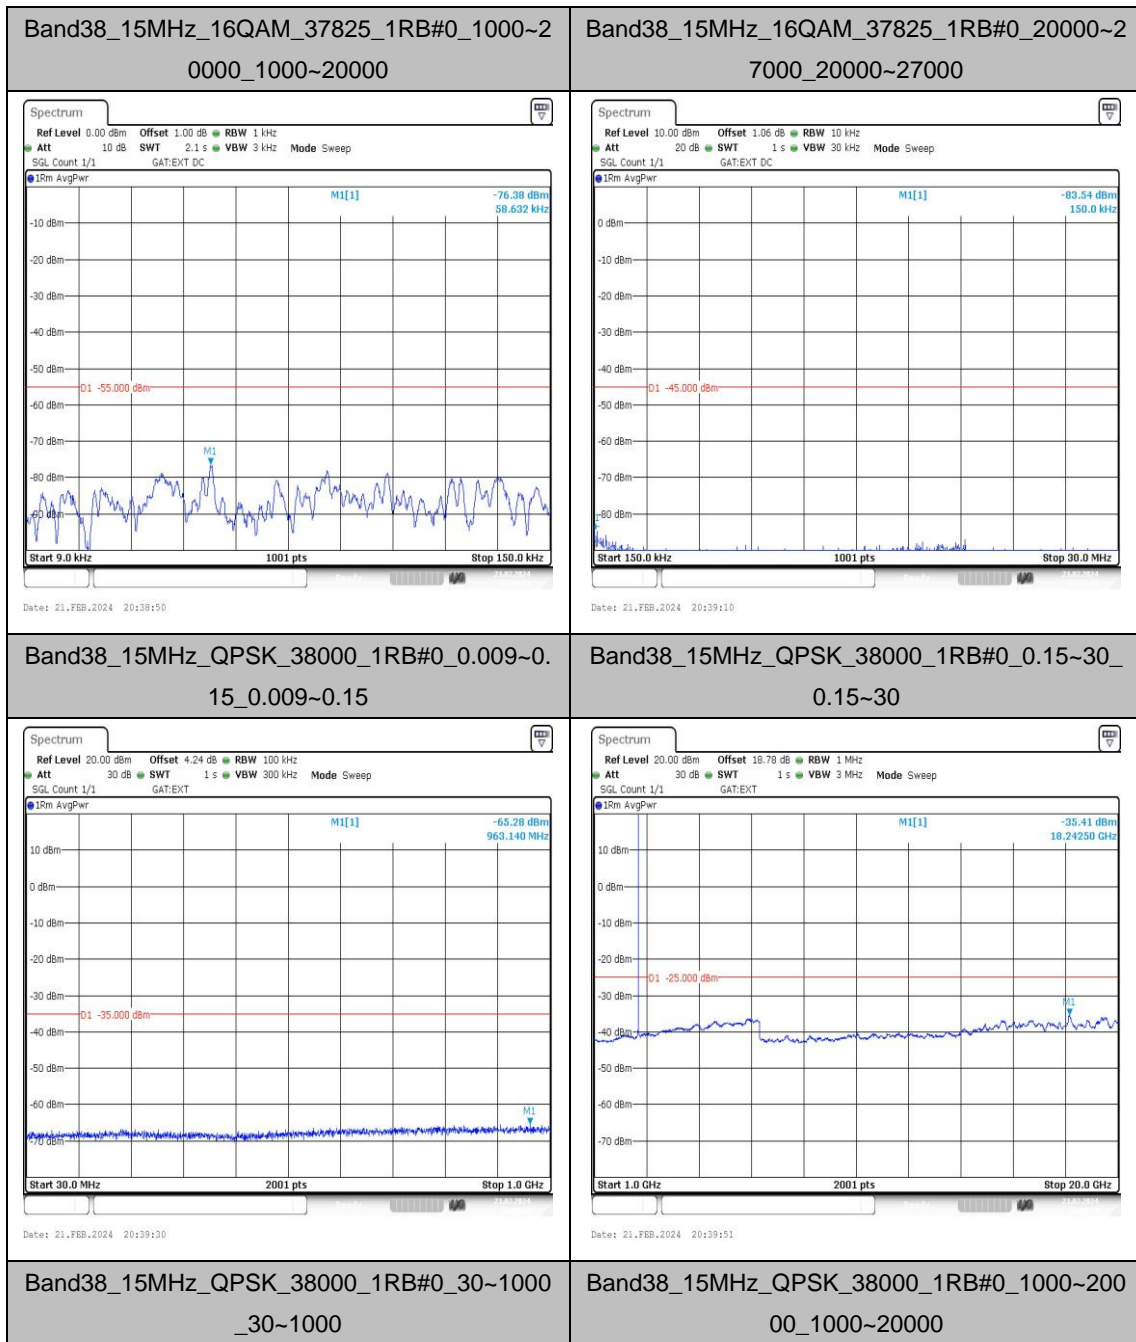 Band38_15MHz_16QAM_37825_1RB#0_1000~2
0000_1000~20000
Band38_15MHz_16QAM_37825_1RB#0_20000~2
7000_20000~27000
Spectrum
Ref Level 0.00 dBm Offset 1.00 dB RBW 1 kHz
Att 10 dB SWT 2.1 s VBW 3 kHz Mode Sweep
SGL Count 1/1 GAT:EXT DC
1Rm AvgPwr
M1[1] -76.38 dBm
58.632 kHz
-10 dBm
-20 dBm
-30 dBm
-40 dBm
-50 dBm
D1 -55.000 dBm
-60 dBm
-70 dBm
M1
-80 dBm
-90 dBm
Start 9.0 kHz 1001 pts Stop 150.0 kHz
Date: 21.FEB.2024 20:38:50
Spectrum
Ref Level 10.00 dBm Offset 1.06 dB RBW 10 kHz
Att 20 dB SWT 1 s VBW 30 kHz Mode Sweep
SGL Count 1/1 GAT:EXT DC
1Rm AvgPwr
M1[1] -83.54 dBm
150.0 kHz
0 dBm
-10 dBm
-20 dBm
-30 dBm
-40 dBm
D1 -45.000 dBm
-50 dBm
-60 dBm
-70 dBm
-80 dBm
Start 150.0 kHz 1001 pts Stop 30.0 MHz
Date: 21.FEB.2024 20:39:10
Band38_15MHz_QPSK_38000_1RB#0_0.009~0.
15_0.009~0.15
Band38_15MHz_QPSK_38000_1RB#0_0.15~30_
0.15~30
Spectrum
Ref Level 20.00 dBm Offset 4.24 dB RBW 100 kHz
Att 30 dB SWT 1 s VBW 300 kHz Mode Sweep
SGL Count 1/1 GAT:EXT
1Rm AvgPwr
M1[1] -65.28 dBm
963.140 MHz
10 dBm
0 dBm
-10 dBm
-20 dBm
-30 dBm
D1 -35.000 dBm
-40 dBm
-50 dBm
-60 dBm
M1
-70 dBm
Start 30.0 MHz 2001 pts Stop 1.0 GHz
Date: 21.FEB.2024 20:39:30
Spectrum
Ref Level 20.00 dBm Offset 18.78 dB RBW 1 MHz
Att 30 dB SWT 1 s VBW 3 MHz Mode Sweep
SGL Count 1/1 GAT:EXT
1Rm AvgPwr
M1[1] -35.41 dBm
18.24250 GHz
10 dBm
0 dBm
-10 dBm
-20 dBm
D1 -25.000 dBm
-30 dBm
M1
-40 dBm
-50 dBm
-60 dBm
-70 dBm
Start 1.0 GHz 2001 pts Stop 20.0 GHz
Date: 21.FEB.2024 20:39:51
Band38_15MHz_QPSK_38000_1RB#0_30~1000
_30~1000
Band38_15MHz_QPSK_38000_1RB#0_1000~200
00_1000~20000